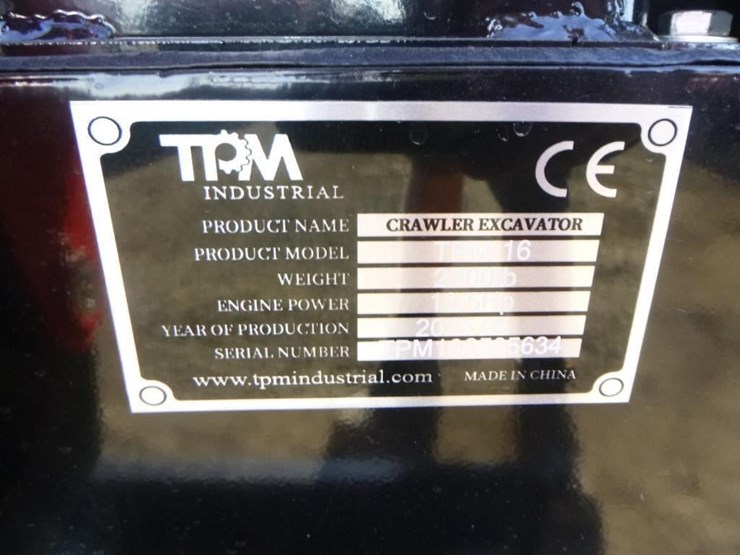 TPM
INDUSTRIAL
CE
PRODUCT NAME CRAWLER EXCAVATOR
PRODUCT MODEL 16
WEIGHT
ENGINE POWER
YEAR OF PRODUCTION
SERIAL NUMBER
www.tpmindustrial.com MADE IN CHINA